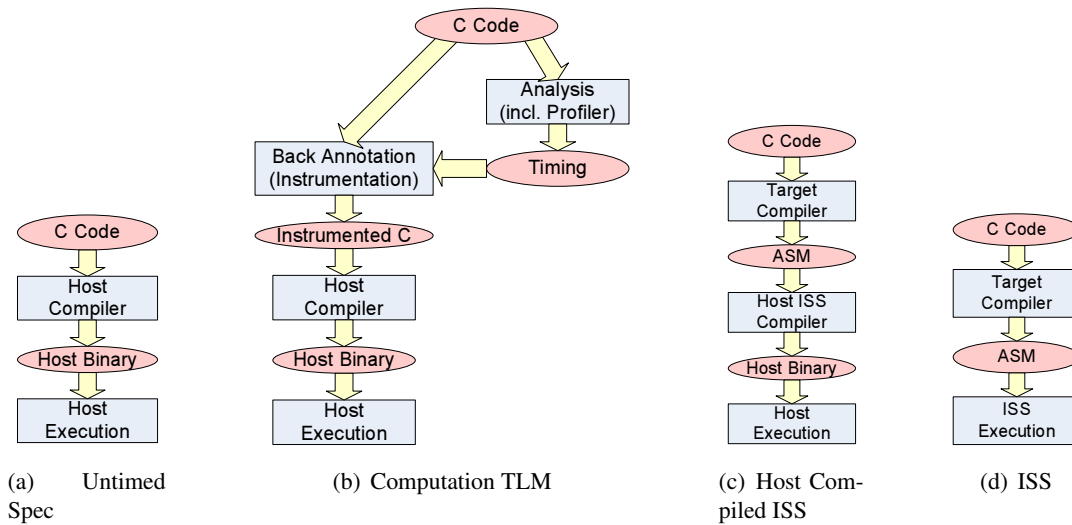 C Code
Host
Compiler
Host Binary
Host
Execution
(a) Untimed
Spec
C Code
Analysis
(incl. Profiler)
Back Annotation
(Instrumentation)
Timing
Instrumented C
Host
Compiler
Host Binary
Host
Execution
(b) Computation TLM
C Code
Target
Compiler
ASM
Host ISS
Compiler
Host Binary
Host
Execution
(c) Host Com-
piled ISS
C Code
Target
Compiler
ASM
ISS
Execution
(d) ISS